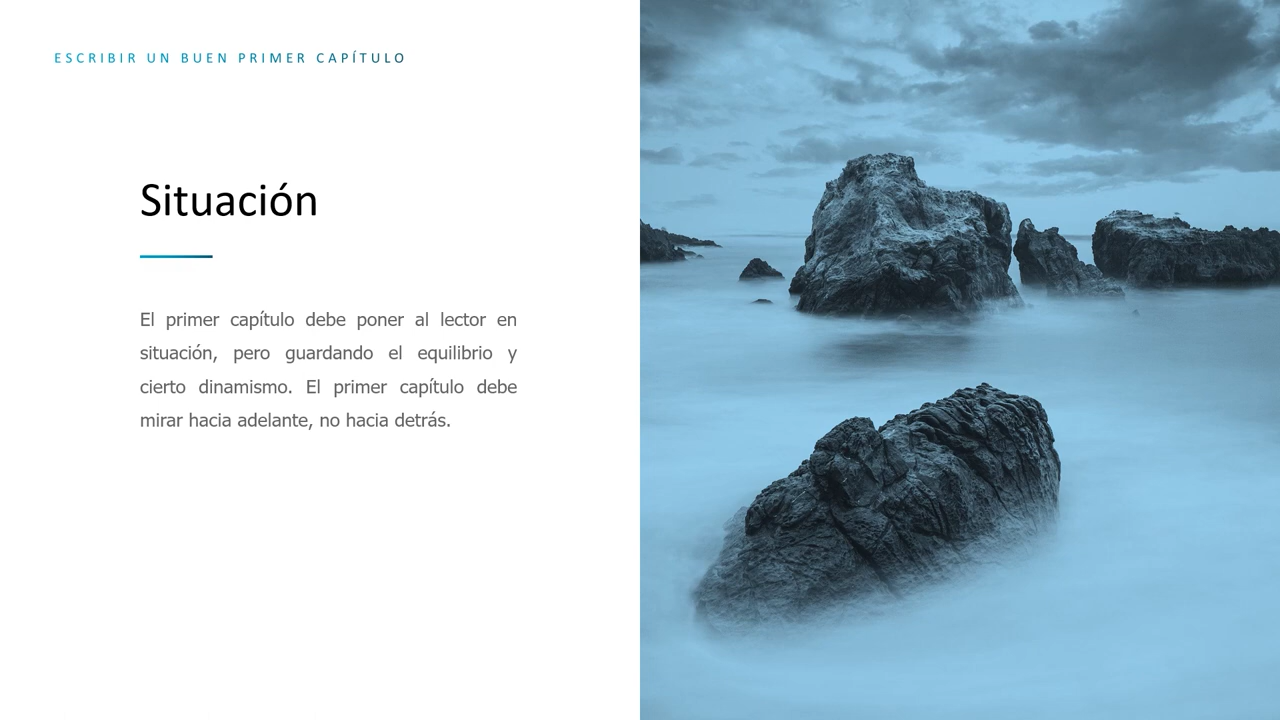 ESCRIBIR UN BUEN PRIMER CAPÍTULO
Situación
El primer capítulo debe poner al lector en
situación, pero guardando el equilibrio y
cierto dinamismo. El primer capítulo debe
mirar hacia adelante, no hacia detrás.